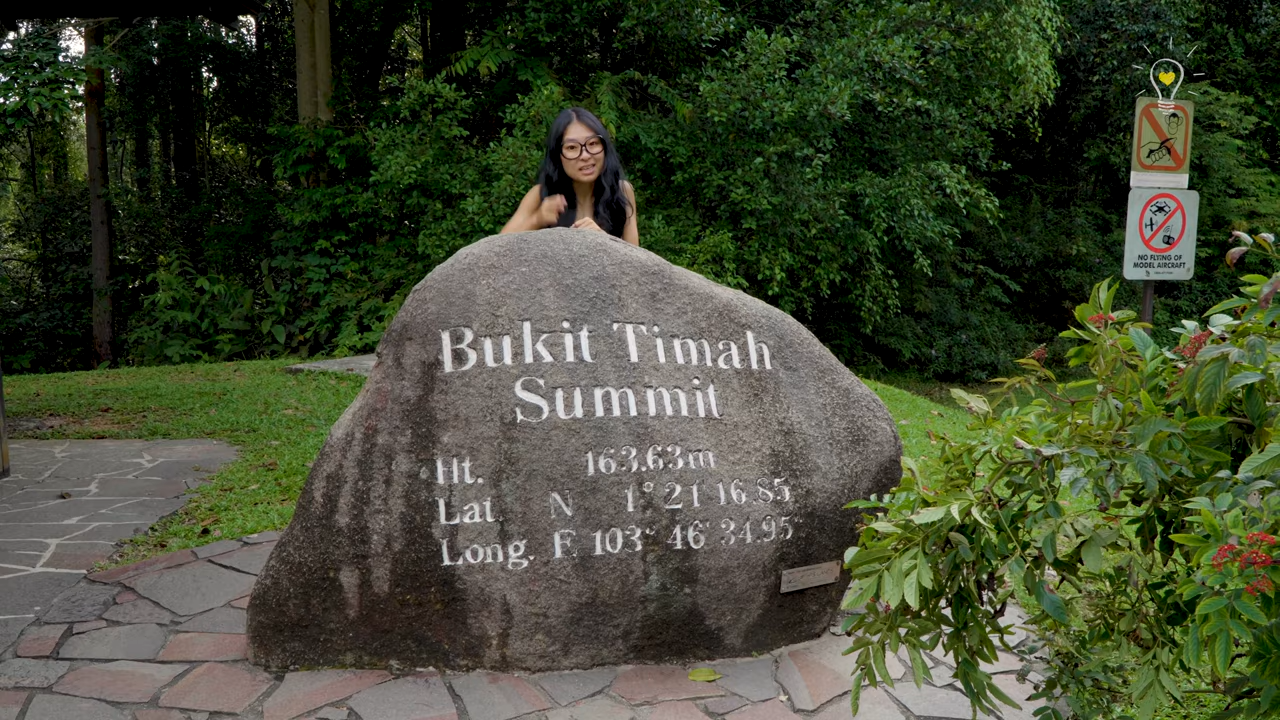 Bukit Timah
Summit
Ht. 163.63m
Lat. N 1° 21' 16.85"
Long. E 103° 46' 34.95"
NO FLYING OF
MODEL AIRCRAFT